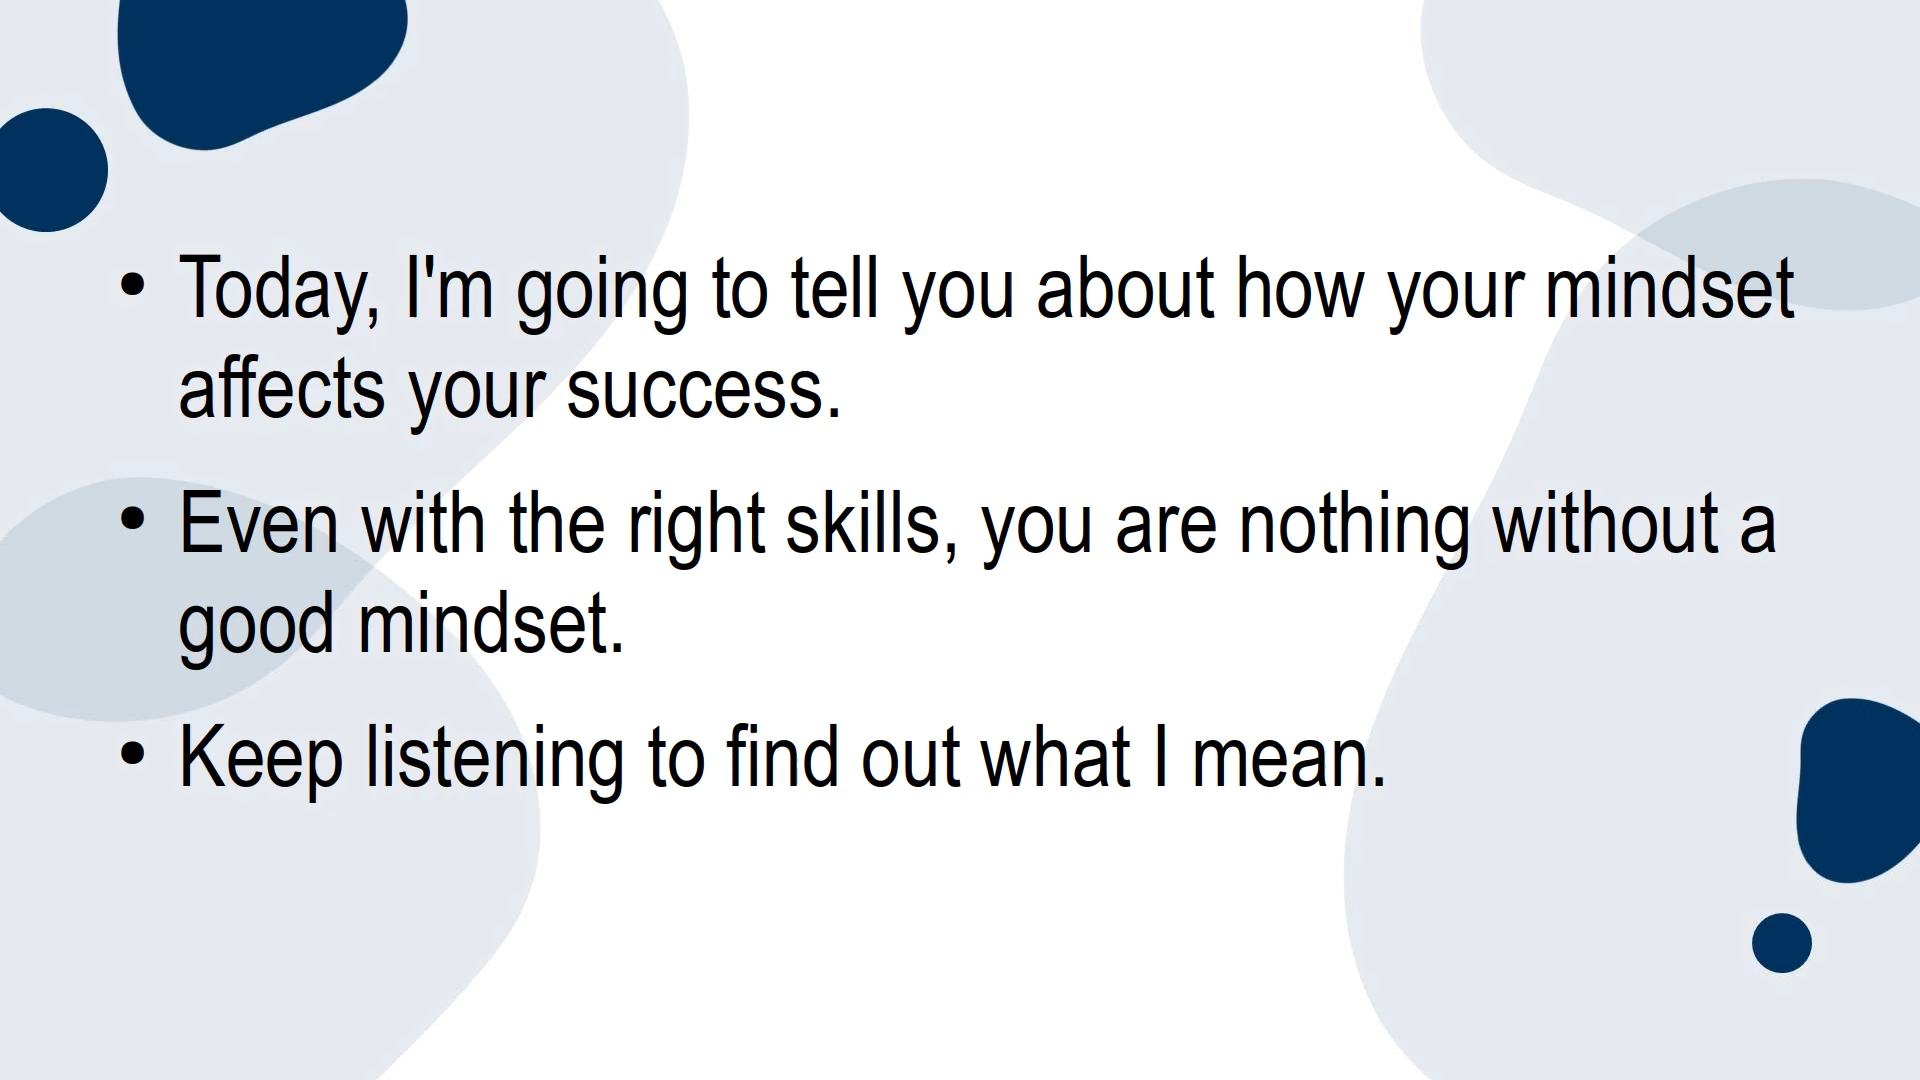 • Today, I'm going to tell you about how your mindset
affects your success.
• Even with the right skills, you are nothing without a
good mindset.
• Keep listening to find out what I mean.